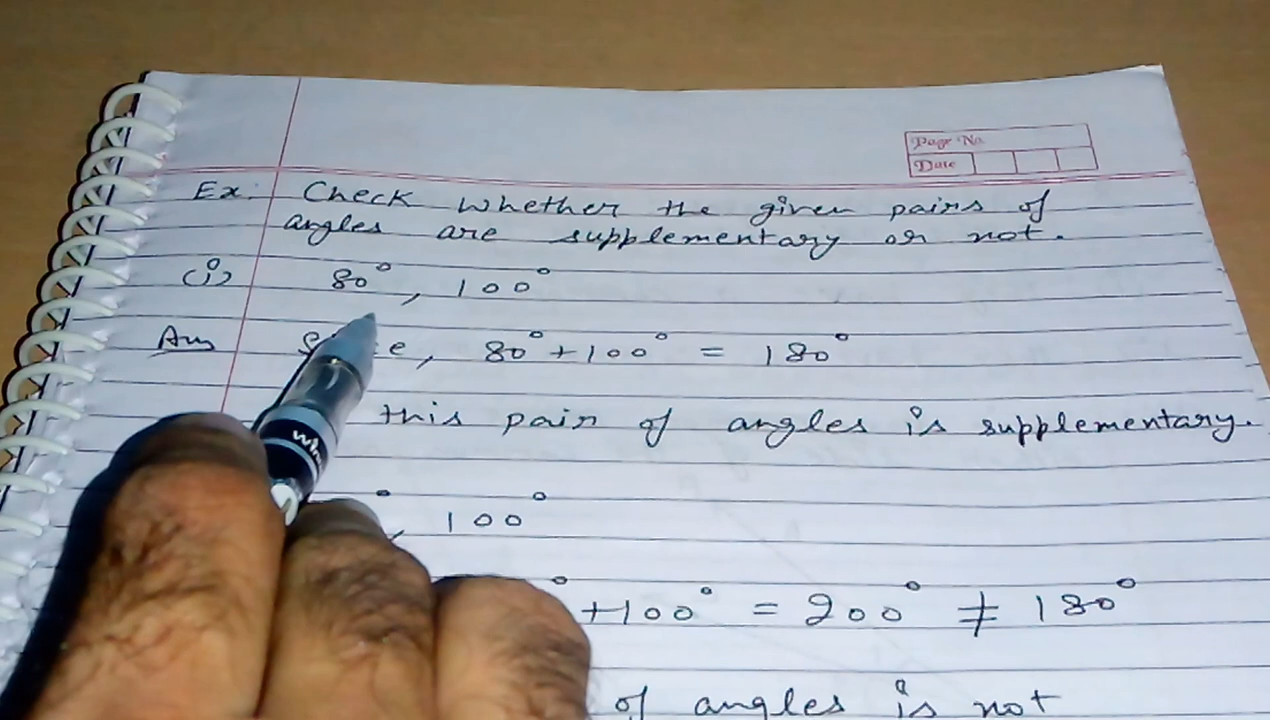 Page No.
Date
Ex: Check whether the given pairs of
angles are supplementary or not.
(i) 80°, 100°
Ans , 80° + 100° = 180°
this pair of angles is supplementary.
°, 100°
° + 100° = 200° ≠ 180°
of angles is not